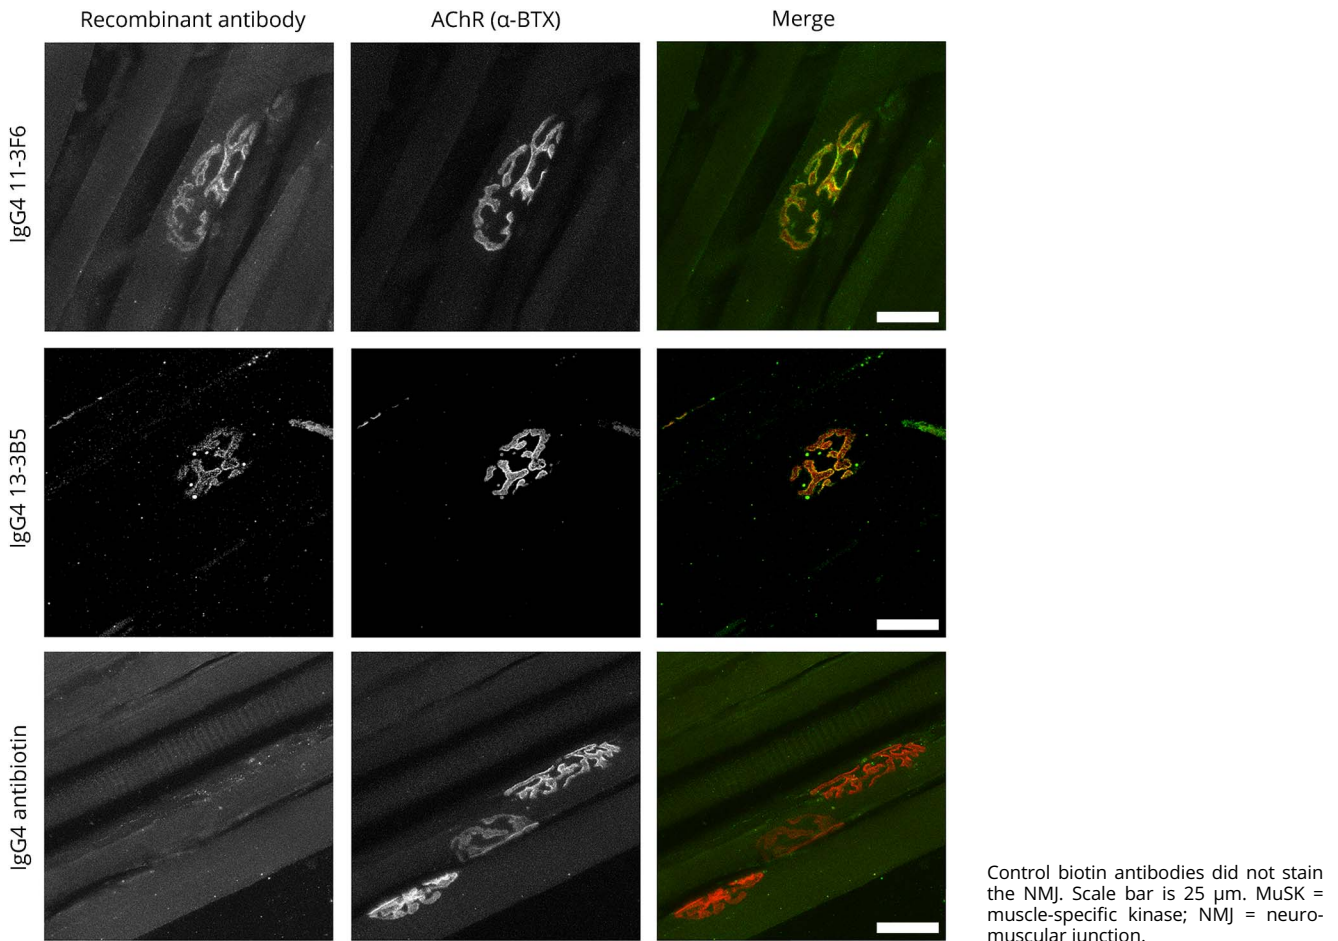 Recombinant antibody
AChR (α-BTX)
Merge
IgG4 11-3F6
IgG4 13-3B5
IgG4 antibiotin
Control biotin antibodies did not stain
the NMJ. Scale bar is 25 μm. MuSK =
muscle-specific kinase; NMJ = neuro-
muscular junction.